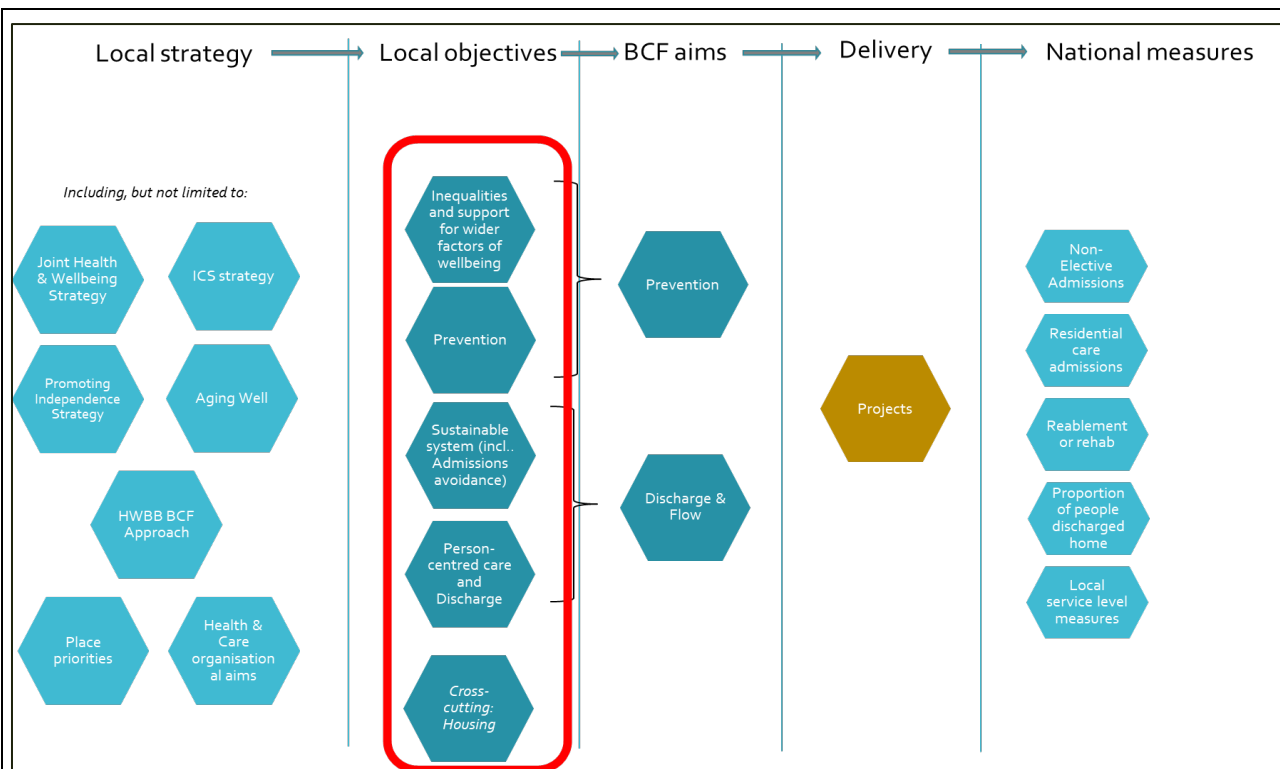 Local strategy
Local objectives
BCF aims
Delivery
National measures
Including, but not limited to:
Joint Health
& Wellbeing
Strategy
ICS strategy
Promoting
Independence
Strategy
Aging Well
HWBB BCF
Approach
Place
priorities
Health &
Care
organisation
al aims
Inequalities
and support
for wider
factors of
wellbeing
Prevention
Sustainable
system (incl..
Admissions
avoidance)
Person-
centred care
and
Discharge
Cross-
cutting:
Housing
Prevention
Discharge &
Flow
Projects
Non-
Elective
Admissions
Residential
care
admissions
Reablement
or rehab
Proportion
of people
discharged
home
Local
service level
measures